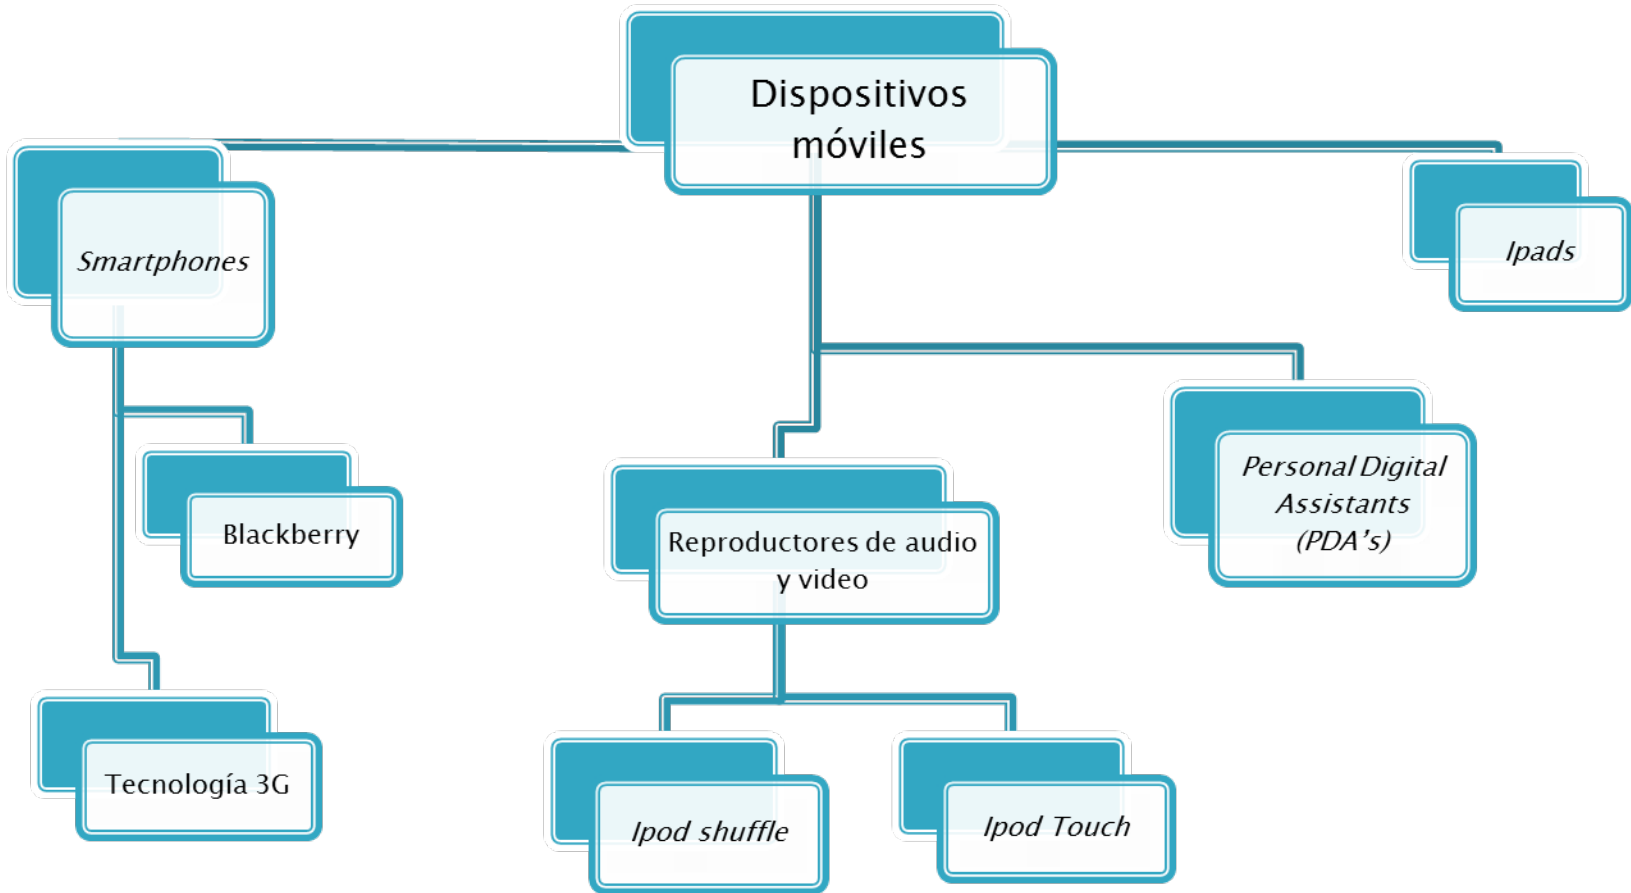 Dispositivos
móviles
Smartphones
Ipads
Blackberry
Reproductores de audio
y video
Personal Digital
Assistants
(PDA's)
Tecnología 3G
Ipod shuffle
Ipod Touch